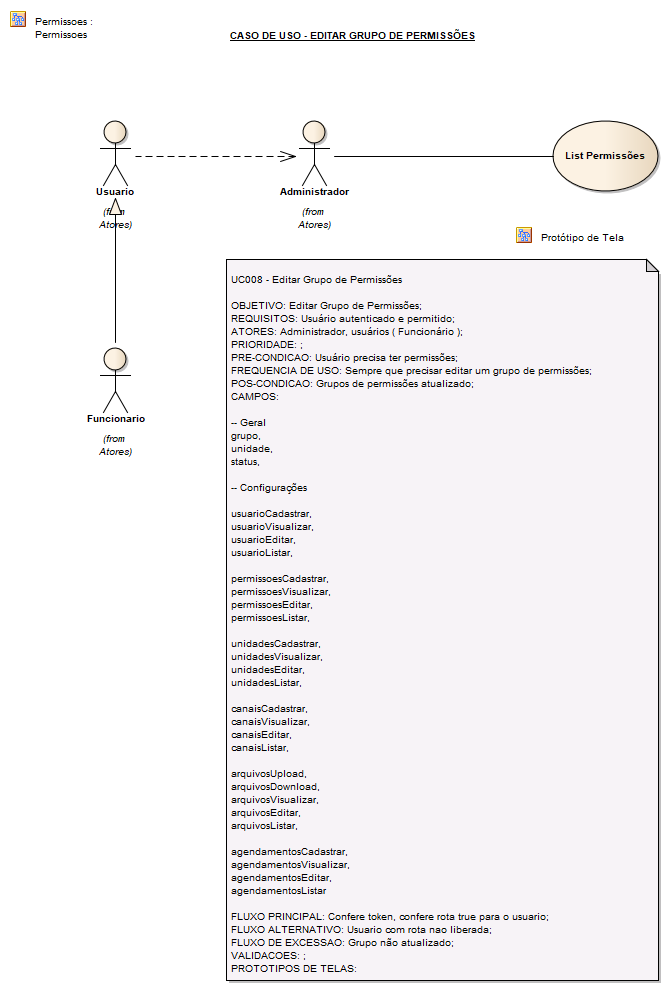 Permissoes :
Permissoes
CASO DE USO - EDITAR GRUPO DE PERMISSÕES
Usuario
(from
Atores)
Administrador
(from
Atores)
List Permissões
Protótipo de Tela
Funcionario
(from
Atores)
UC008 - Editar Grupo de Permissões
OBJETIVO: Editar Grupo de Permissões;
REQUISITOS: Usuário autenticado e permitido;
ATORES: Administrador, usuários ( Funcionário );
PRIORIDADE: ;
PRE-CONDICAO: Usuário precisa ter permissões;
FREQUENCIA DE USO: Sempre que precisar editar um grupo de permissões;
POS-CONDICAO: Grupos de permissões atualizado;
CAMPOS:
-- Geral
grupo,
unidade,
status,
-- Configurações
usuarioCadastrar,
usuarioVisualizar,
usuarioEditar,
usuarioListar,
permissoesCadastrar,
permissoesVisualizar,
permissoesEditar,
permissoesListar,
unidadesCadastrar,
unidadesVisualizar,
unidadesEditar,
unidadesListar,
canaisCadastrar,
canaisVisualizar,
canaisEditar,
canaisListar,
arquivosUpload,
arquivosDownload,
arquivosVisualizar,
arquivosEditar,
arquivosListar,
agendamentosCadastrar,
agendamentosVisualizar,
agendamentosEditar,
agendamentosListar
FLUXO PRINCIPAL: Confere token, confere rota true para o usuario;
FLUXO ALTERNATIVO: Usuario com rota nao liberada;
FLUXO DE EXCESSAO: Grupo não atualizado;
VALIDACOES: ;
PROTOTIPOS DE TELAS: